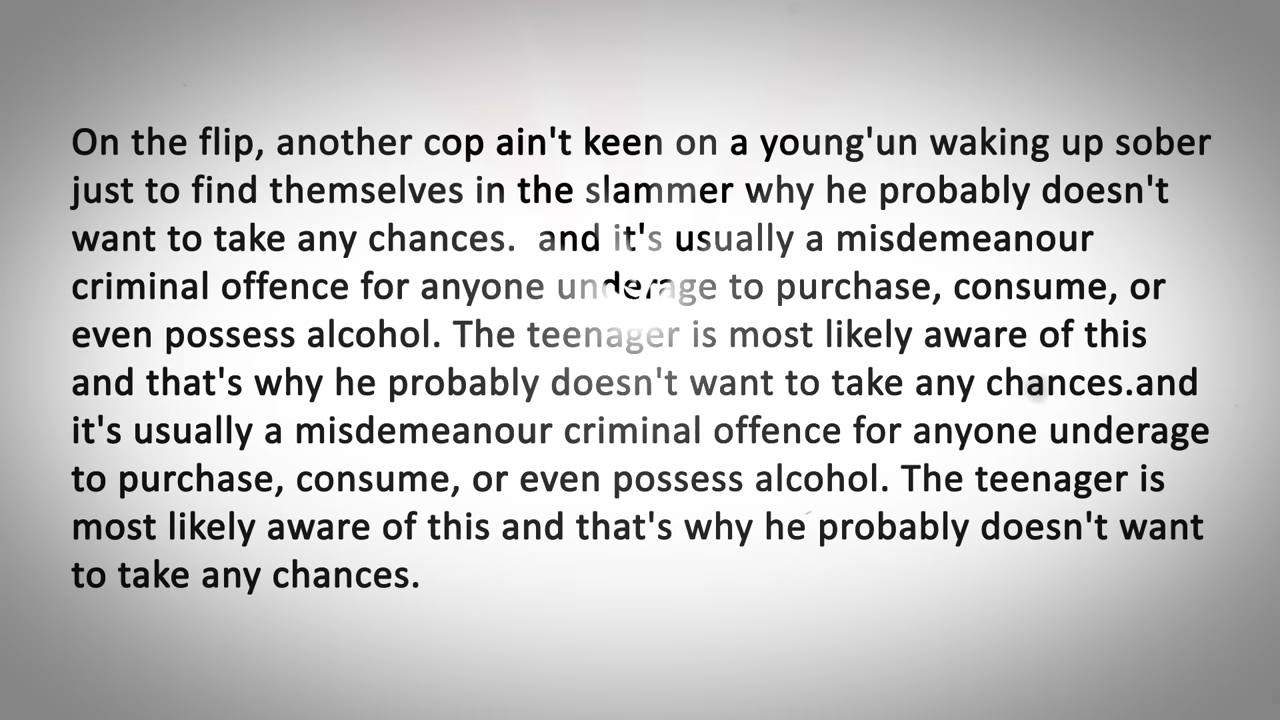 On the flip, another cop ain't keen on a young'un waking up sober
just to find themselves in the slammer why he probably doesn't
want to take any chances.  and it's usually a misdemeanour
criminal offence for anyone underage to purchase, consume, or
even possess alcohol. The teenager is most likely aware of this
and that's why he probably doesn't want to take any chances.and
it's usually a misdemeanour criminal offence for anyone underage
to purchase, consume, or even possess alcohol. The teenager is
most likely aware of this and that's why he probably doesn't want
to take any chances.